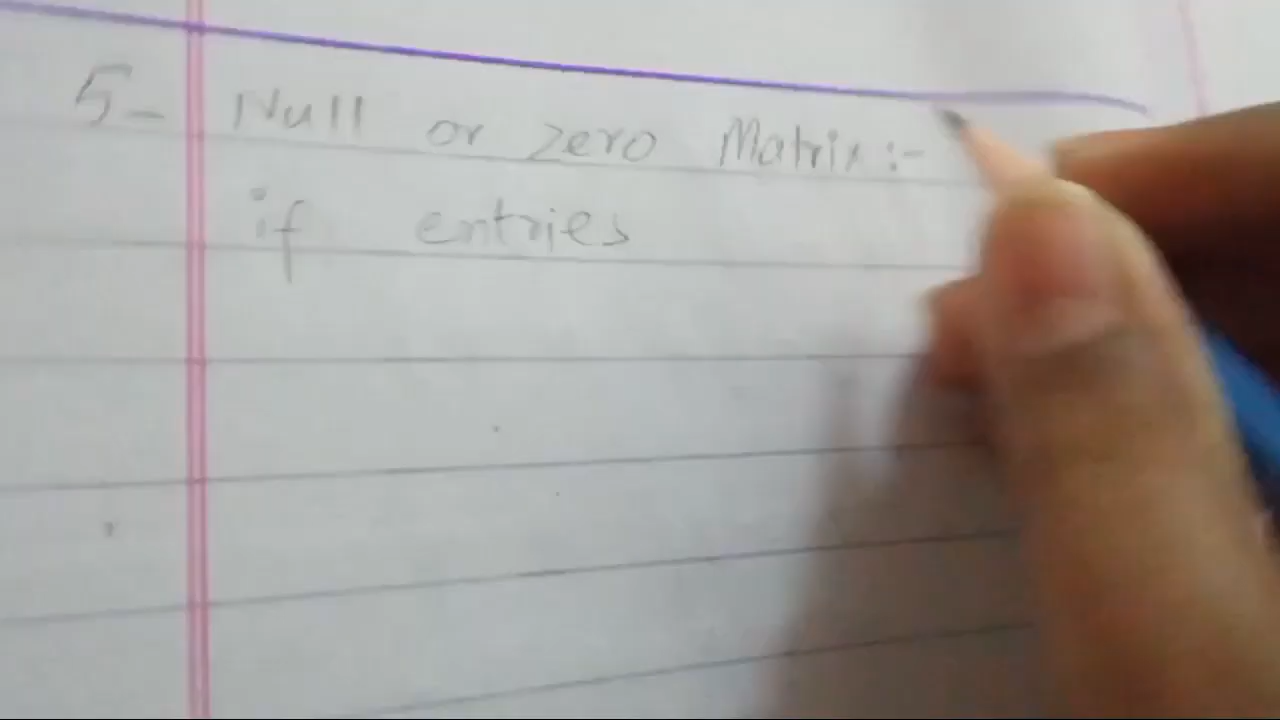 5- Null or zero Matrix:-
if entries